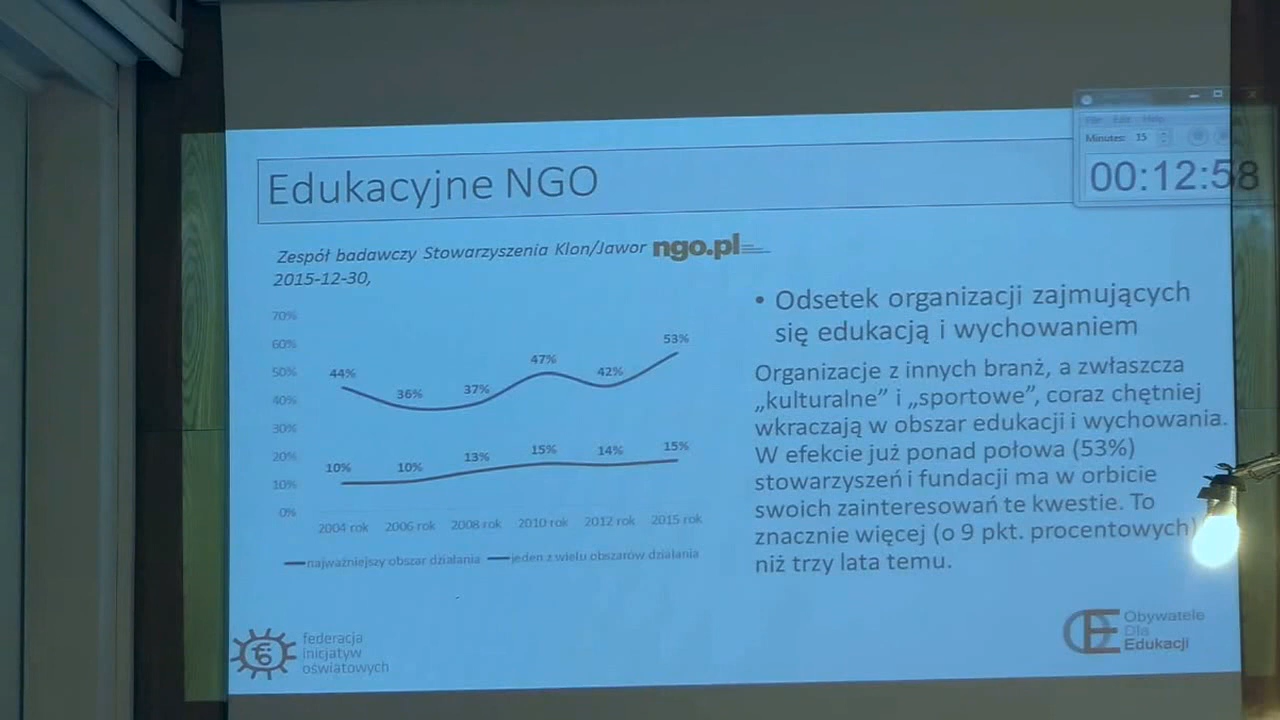 Edukacyjne NGO
Minutes: 15
00:12:58
Zespół badawczy Stowarzyszenia Klon/Jawor ngo.pl
2015-12-30,
70%
60%
50%
40%
30%
20%
10%
0%
44%
36%
37%
47%
42%
53%
10%
10%
13%
15%
14%
15%
2004 rok 2006 rok 2008 rok 2010 rok 2012 rok 2015 rok
najważniejszy obszar działania jeden z wielu obszarów działania
• Odsetek organizacji zajmujących
się edukacją i wychowaniem
Organizacje z innych branż, a zwłaszcza
„kulturalne” i „sportowe”, coraz chętniej
wkraczają w obszar edukacji i wychowania.
W efekcie już ponad połowa (53%)
stowarzyszeń i fundacji ma w orbicie
swoich zainteresowań te kwestie. To
znacznie więcej (o 9 pkt. procentowych)
niż trzy lata temu.
federacja
inicjatyw
oświatowych
Obywatele
Dla
Edukacji